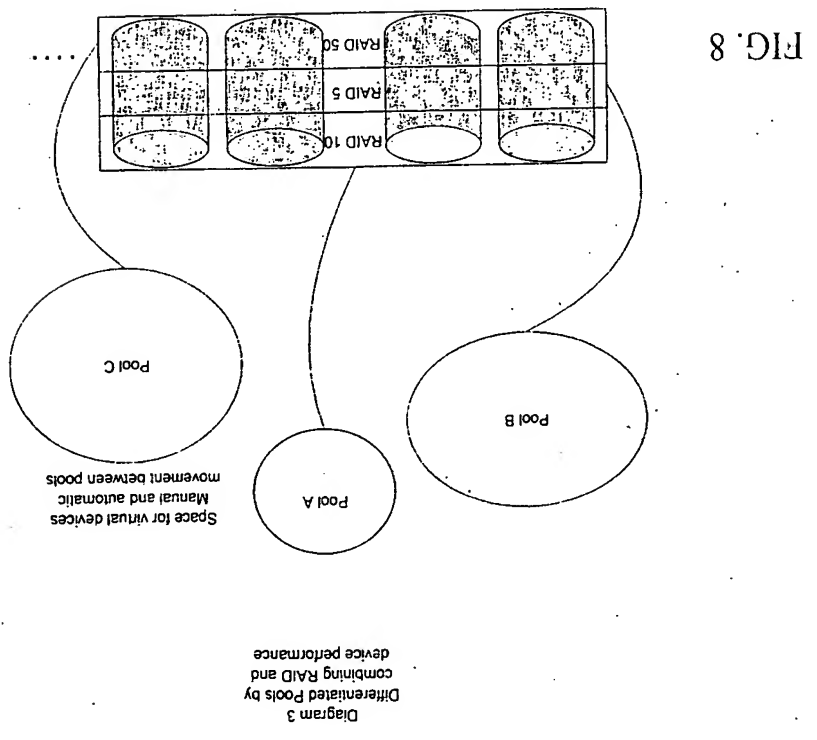 Diagram 3
Differentiated Pools by
combining RAID and
device performance
Space for virtual devices
Manual and automatic
movement between pools
Pool A
Pool B
Pool C
RAID 10
RAID 5
RAID 50
.....
FIG. 8